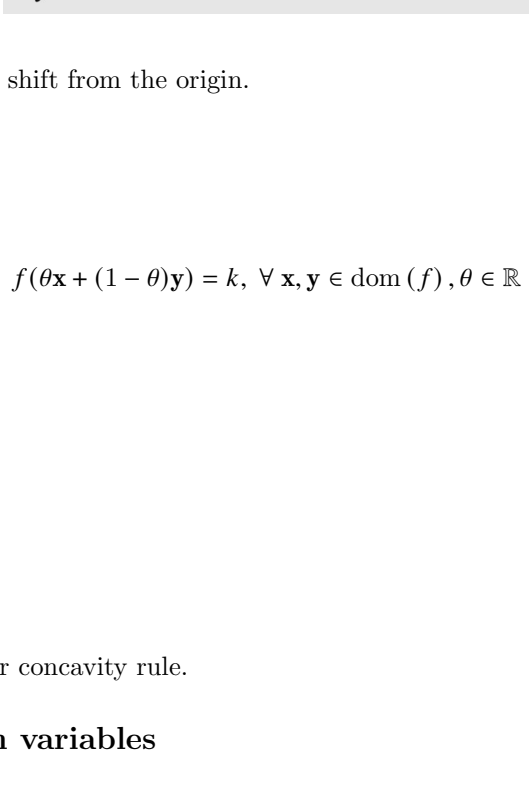 shift from the origin.
f(θx + (1 − θ)y) = k, ∀ x, y ∈ dom (f) , θ ∈ ℝ
r concavity rule.
variables